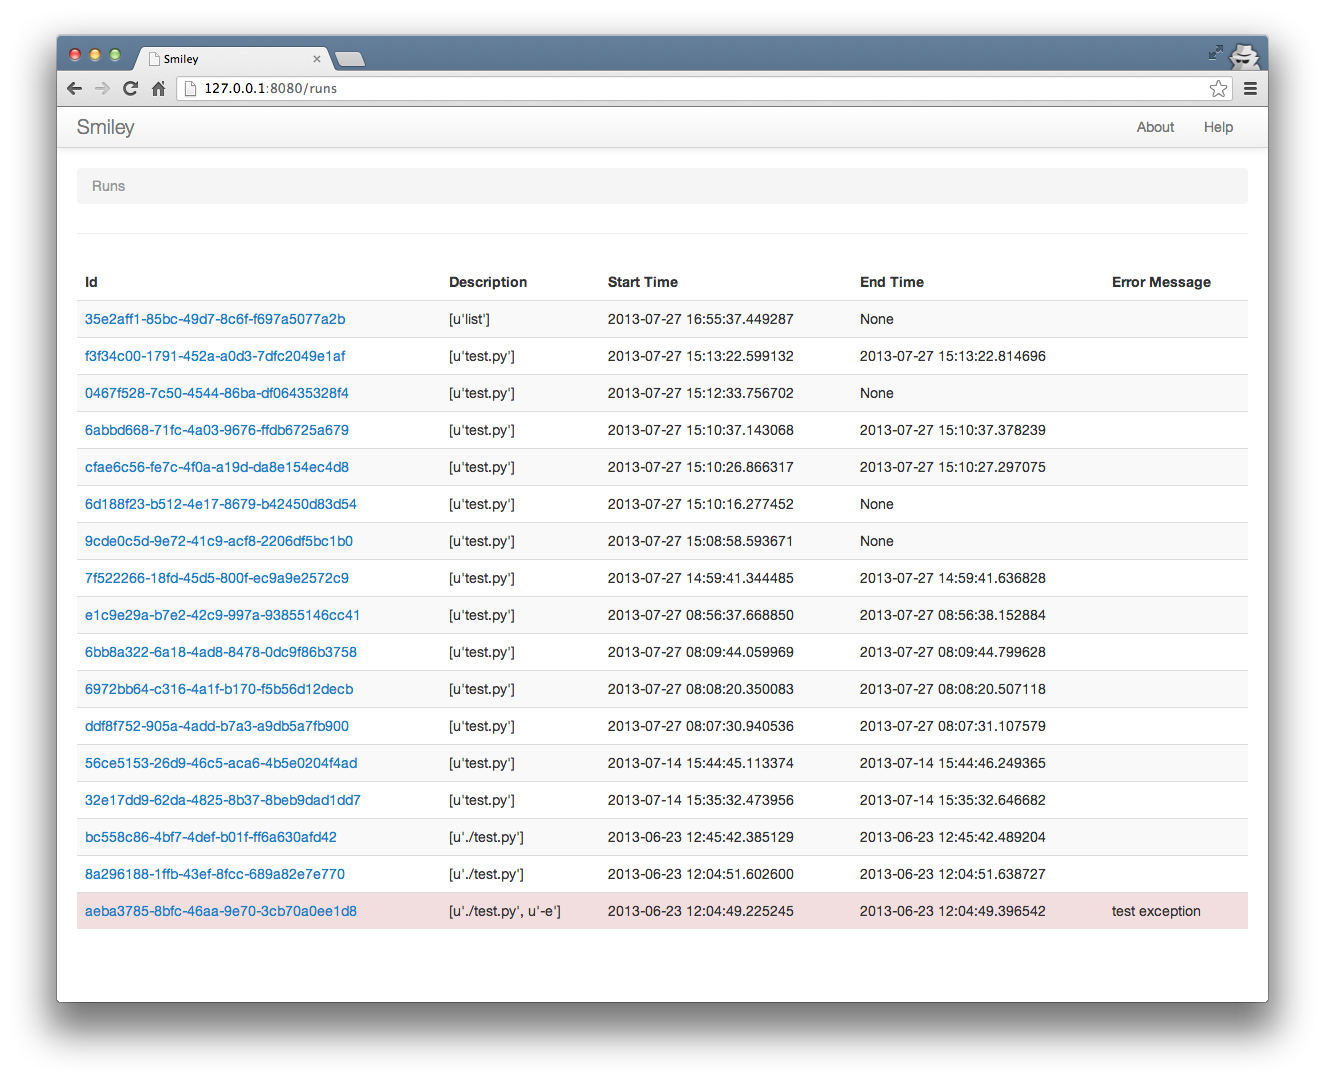 Smiley
127.0.0.1:8080/runs
Smiley About Help
Runs
Id Description Start Time End Time Error Message
35e2aff1-85bc-49d7-8c6f-f697a5077a2b [u'list'] 2013-07-27 16:55:37.449287 None
f3f34c00-1791-452a-a0d3-7dfc2049e1af [u'test.py'] 2013-07-27 15:13:22.599132 2013-07-27 15:13:22.814696
0467f528-7c50-4544-86ba-df06435328f4 [u'test.py'] 2013-07-27 15:12:33.756702 None
6abbd668-71fc-4a03-9676-ffdb6725a679 [u'test.py'] 2013-07-27 15:10:37.143068 2013-07-27 15:10:37.378239
cfae6c56-fe7c-4f0a-a19d-da8e154ec4d8 [u'test.py'] 2013-07-27 15:10:26.866317 2013-07-27 15:10:27.297075
6d188f23-b512-4e17-8679-b42450d83d54 [u'test.py'] 2013-07-27 15:10:16.277452 None
9cde0c5d-9e72-41c9-acf8-2206df5bc1b0 [u'test.py'] 2013-07-27 15:08:58.593671 None
7f522266-18fd-45d5-800f-ec9a9e2572c9 [u'test.py'] 2013-07-27 14:59:41.344485 2013-07-27 14:59:41.636828
e1c9e29a-b7e2-42c9-997a-93855146cc41 [u'test.py'] 2013-07-27 08:56:37.668850 2013-07-27 08:56:38.152884
6bb8a322-6a18-4ad8-8478-0dc9f86b3758 [u'test.py'] 2013-07-27 08:09:44.059969 2013-07-27 08:09:44.799628
6972bb64-c316-4a1f-b170-f5b56d12decb [u'test.py'] 2013-07-27 08:08:20.350083 2013-07-27 08:08:20.507118
ddf8f752-905a-4add-b7a3-a9db5a7fb900 [u'test.py'] 2013-07-27 08:07:30.940536 2013-07-27 08:07:31.107579
56ce5153-26d9-46c5-aca6-4b5e0204f4ad [u'test.py'] 2013-07-14 15:44:45.113374 2013-07-14 15:44:46.249365
32e17dd9-62da-4825-8b37-8beb9dad1dd7 [u'test.py'] 2013-07-14 15:35:32.473956 2013-07-14 15:35:32.646682
bc558c86-4bf7-4def-b01f-ff6a630afd42 [u'./test.py'] 2013-06-23 12:45:42.385129 2013-06-23 12:45:42.489204
8a296188-1ffb-43ef-8fcc-689a82e7e770 [u'./test.py'] 2013-06-23 12:04:51.602600 2013-06-23 12:04:51.638727
aeba3785-8bfc-46aa-9e70-3cb70a0ee1d8 [u'./test.py', u'-e'] 2013-06-23 12:04:49.225245 2013-06-23 12:04:49.396542 test exception